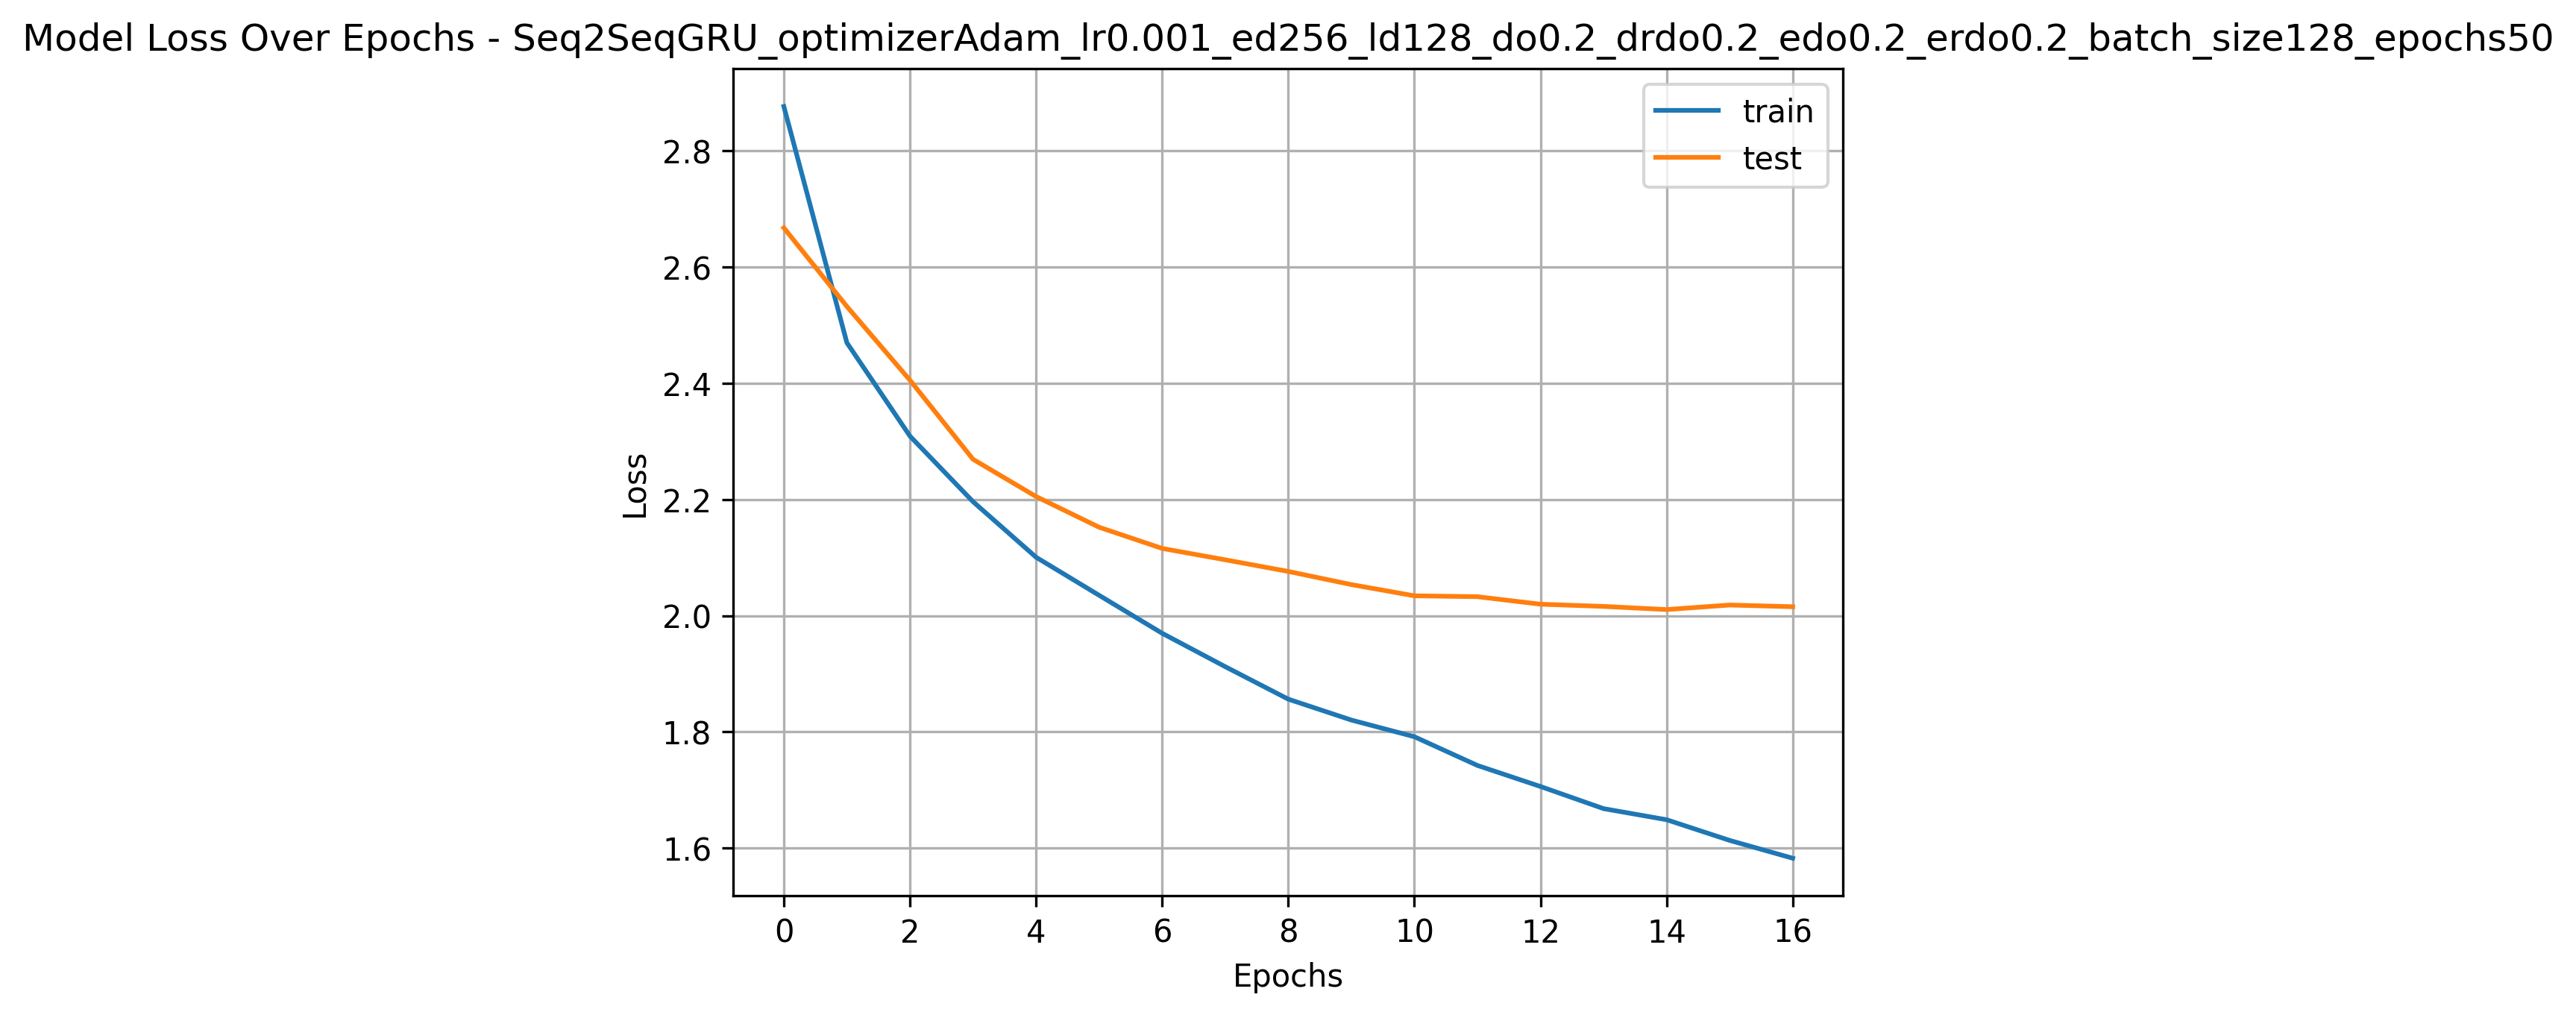 Model Loss Over Epochs - Seq2SeqGRU_optimizerAdam_lr0.001_ed256_ld128_do0.2_drdo0.2_edo0.2_erdo0.2_batch_size128_epochs50
train
test
2.8
2.6
2.4
2.2
2.0
1.8
1.6
Loss
0 2 4 6 8 10 12 14 16
Epochs